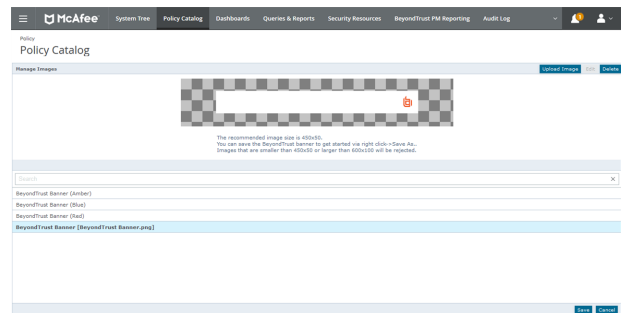 McAfee
System Tree
Policy Catalog
Dashboards
Queries & Reports
Security Resources
BeyondTrust PM Reporting
Audit Log
Policy
Policy Catalog
Manage Images
Upload Image
Edit
Delete
The recommended image size is 450x50.
You can save the BeyondTrust banner to get started via right click->Save As..
Images that are smaller than 450x50 or larger than 600x100 will be rejected.
Search
BeyondTrust Banner (Amber)
BeyondTrust Banner (Blue)
BeyondTrust Banner (Red)
BeyondTrust Banner [BeyondTrust Banner.png]
Save
Cancel